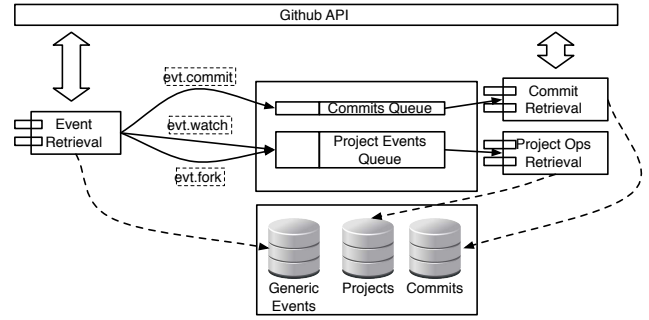 Github API
evt.commit
Commits Queue
Commit
Retrieval
Event
Retrieval
evt.watch
Project Events
Queue
Project Ops
Retrieval
evt.fork
Generic
Events
Projects
Commits